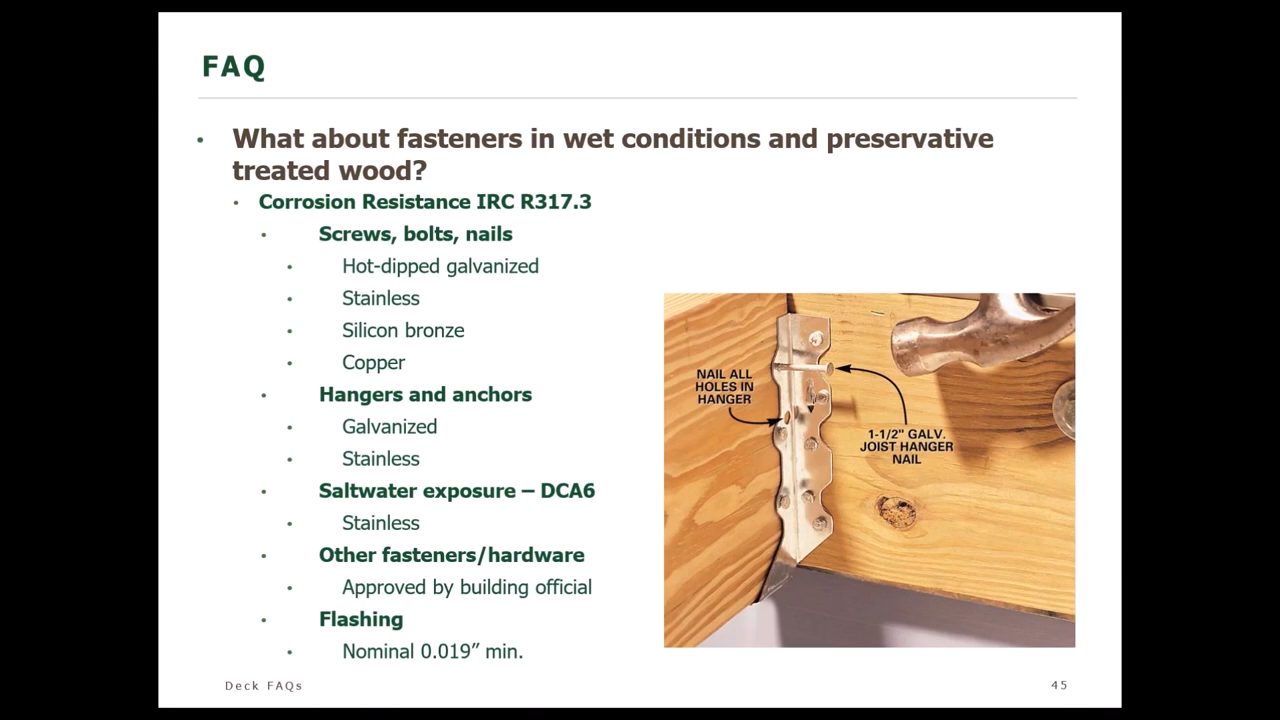 FAQ
• What about fasteners in wet conditions and preservative
treated wood?
• Corrosion Resistance IRC R317.3
• Screws, bolts, nails
• Hot-dipped galvanized
• Stainless
• Silicon bronze
• Copper
• Hangers and anchors
• Galvanized
• Stainless
• Saltwater exposure – DCA6
• Stainless
• Other fasteners/hardware
• Approved by building official
• Flashing
• Nominal 0.019” min.
NAIL ALL
HOLES IN
HANGER
1-1/2" GALV.
JOIST HANGER
NAIL
Deck FAQs
45